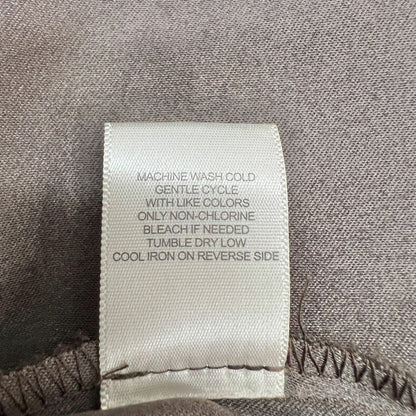 MACHINE WASH COLD
GENTLE CYCLE
WITH LIKE COLORS
ONLY NON-CHLORINE
BLEACH IF NEEDED
TUMBLE DRY LOW
COOL IRON ON REVERSE SIDE